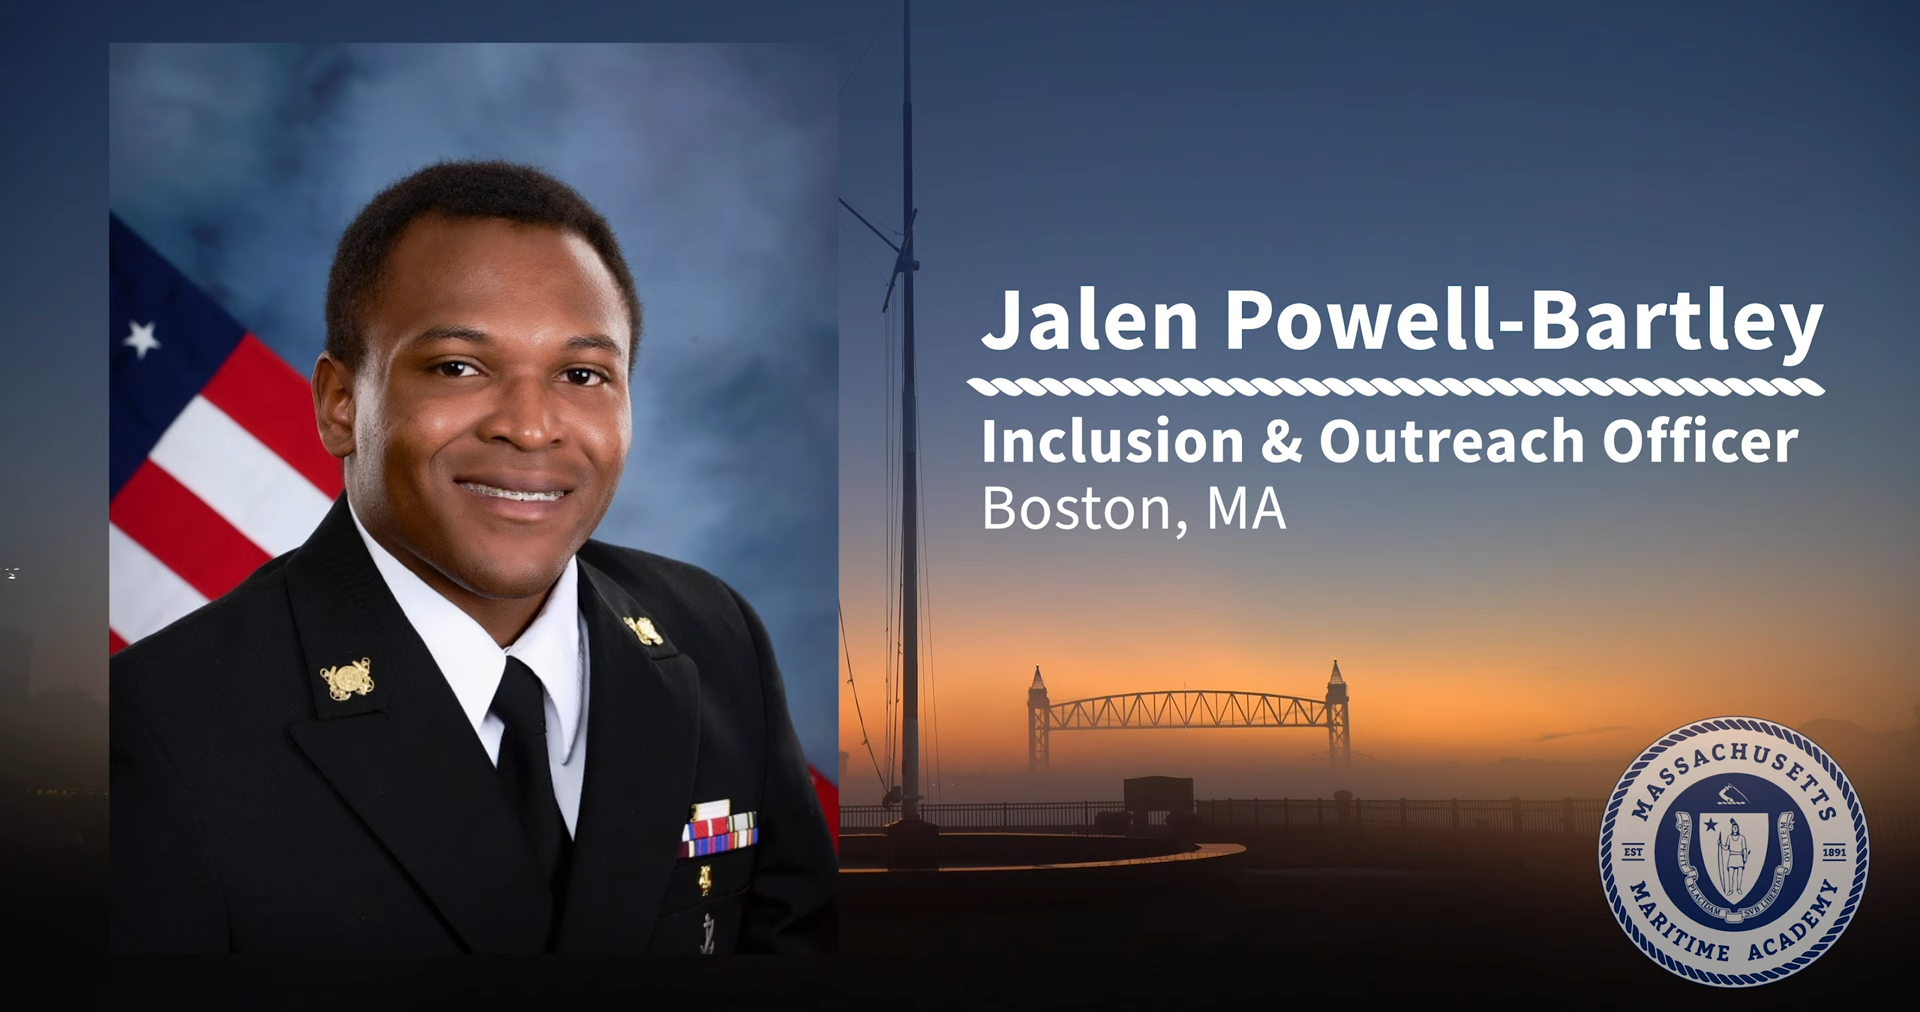 Jalen Powell-Bartley
Inclusion & Outreach Officer
Boston, MA
MASSACHUSETTS
EST 1891
MARITIME ACADEMY